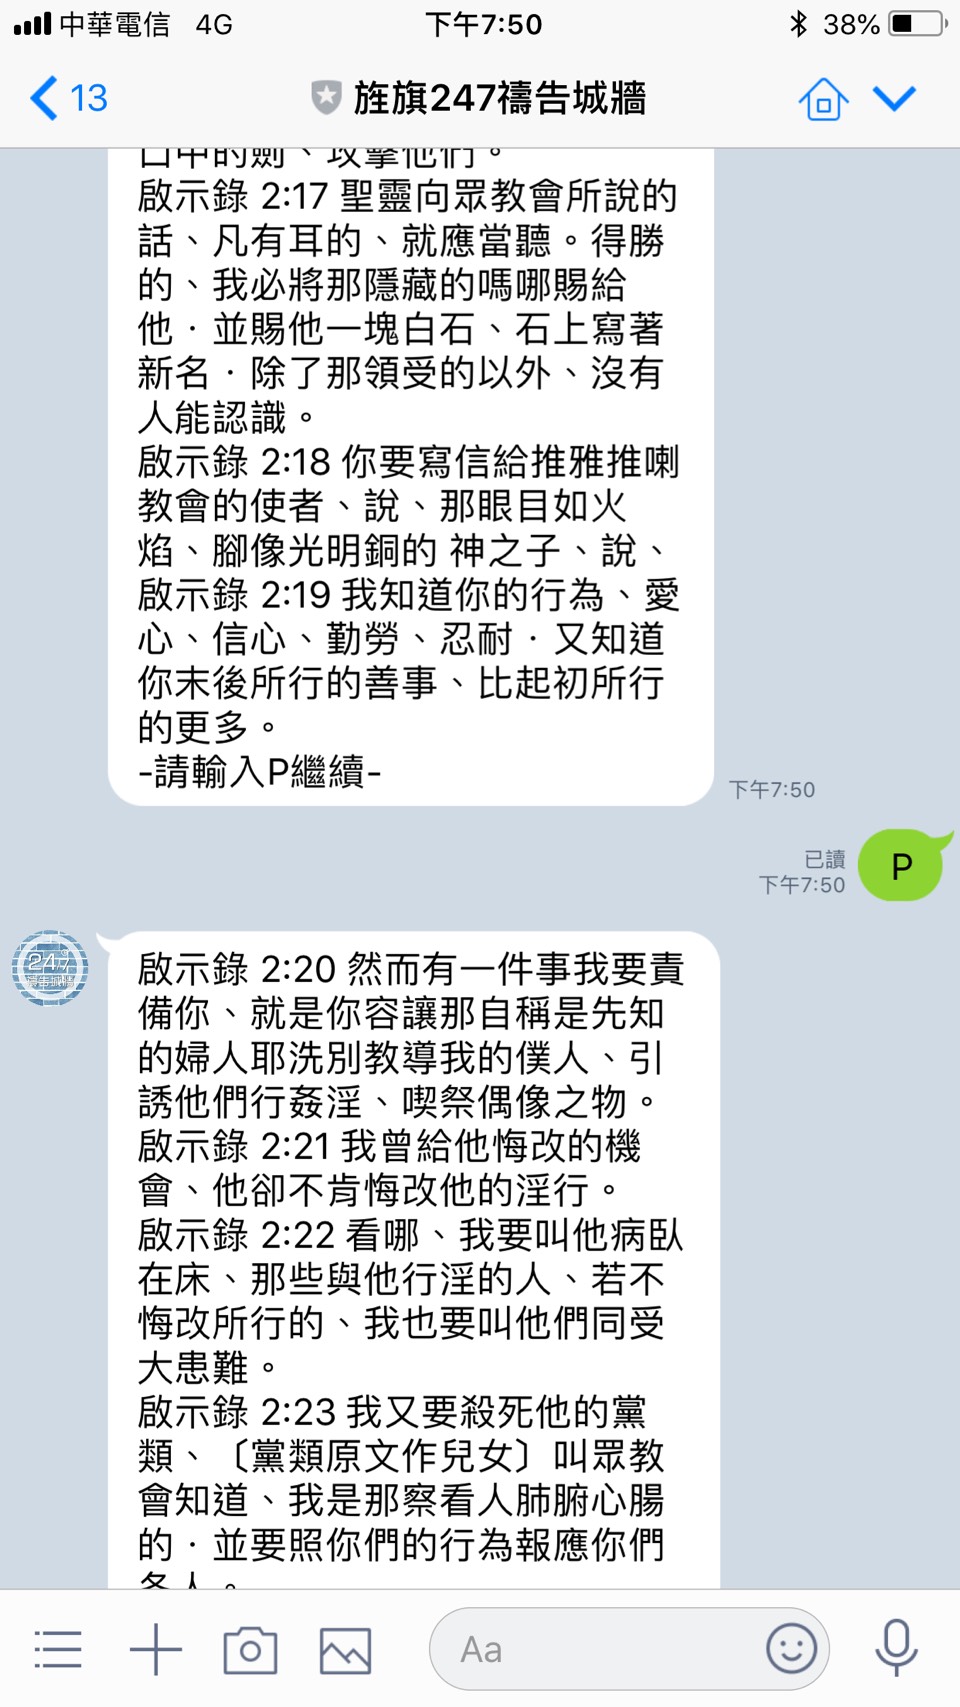 中華電信 4G 下午7:50 38%
13 旌旗247禱告城牆
口中的劍、攻擊他們。
啟示錄 2:17 聖靈向眾教會所說的
話、凡有耳的、就應當聽。得勝
的、我必將那隱藏的嗎哪賜給
他．並賜他一塊白石、石上寫著
新名．除了那領受的以外、沒有
人能認識。
啟示錄 2:18 你要寫信給推雅推喇
教會的使者、說、那眼目如火
焰、腳像光明銅的 神之子、說、
啟示錄 2:19 我知道你的行為、愛
心、信心、勤勞、忍耐．又知道
你末後所行的善事、比起初所行
的更多。
-請輸入P繼續-
下午7:50
已讀
下午7:50
P
247
禱告城牆
啟示錄 2:20 然而有一件事我要責
備你、就是你容讓那自稱是先知
的婦人耶洗別教導我的僕人、引
誘他們行姦淫、喫祭偶像之物。
啟示錄 2:21 我曾給他悔改的機
會、他卻不肯悔改他的淫行。
啟示錄 2:22 看哪、我要叫他病臥
在床、那些與他行淫的人、若不
悔改所行的、我也要叫他們同受
大患難。
啟示錄 2:23 我又要殺死他的黨
類、〔黨類原文作兒女〕叫眾教
會知道、我是那察看人肺腑心腸
的．並要照你們的行為報應你們
各人。
Aa